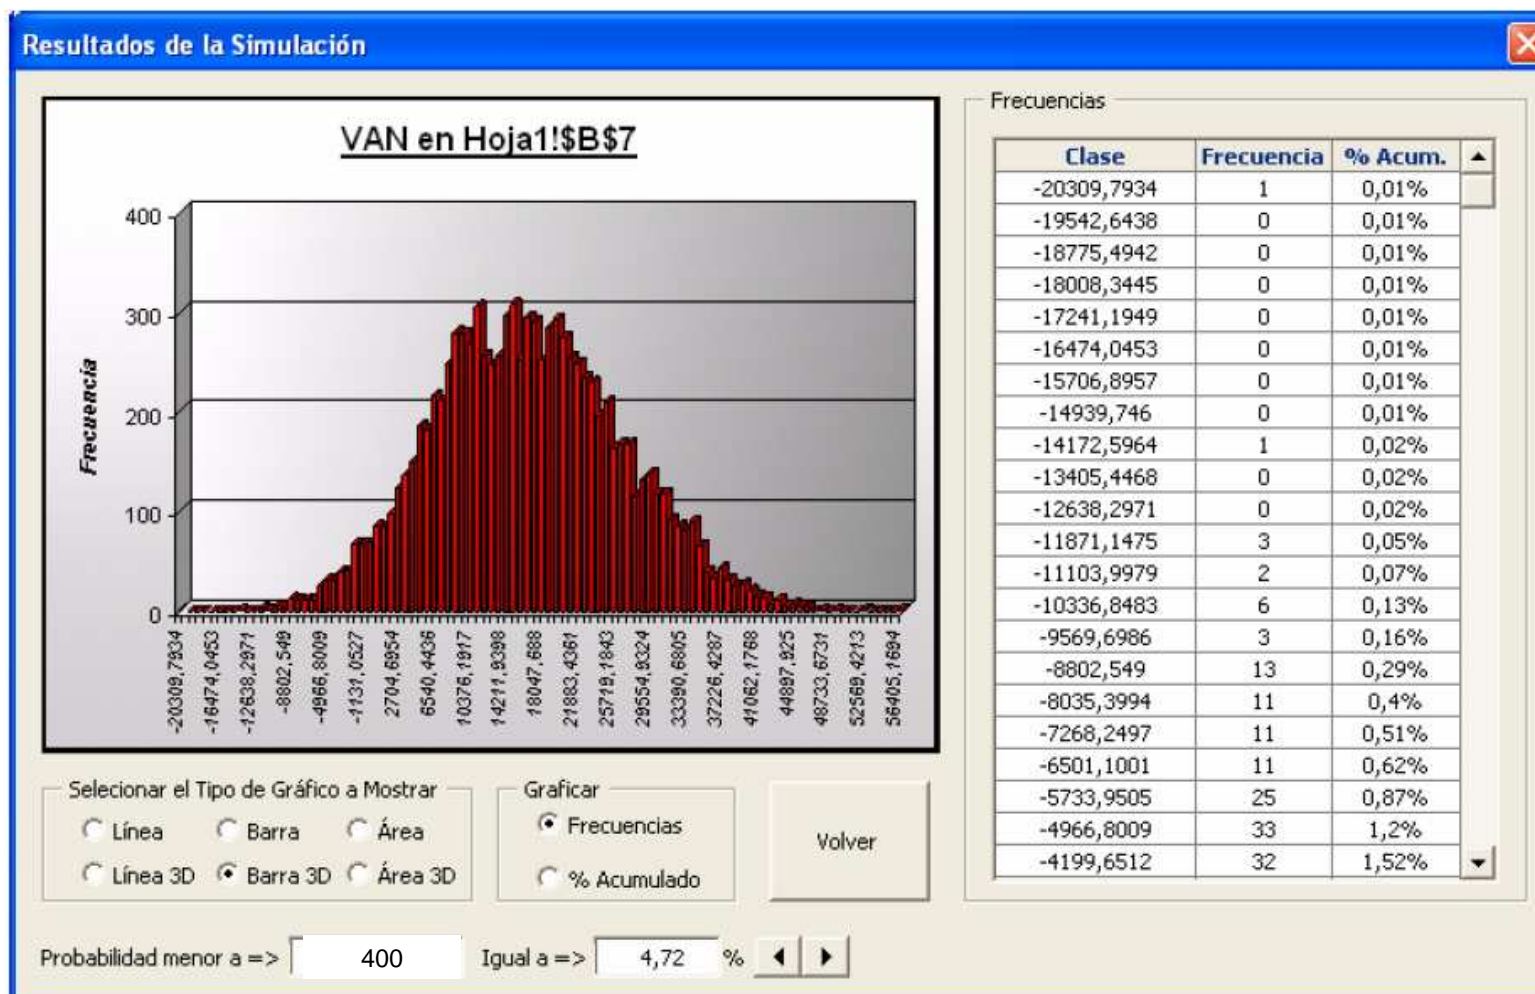 Resultados de la Simulación
VAN en Hoja1!$B$7
Frecuencia
400
300
200
100
0
-20309,7934
-16474,0453
-12638,2971
-8802,549
-4966,8009
-1131,0527
2704,6954
6540,4436
10376,1917
14211,9398
18047,688
21883,4361
25719,1843
29554,9324
33390,6805
37226,4287
41062,1768
44897,925
48733,6731
52569,4213
56405,1694
Frecuencias
Clase Frecuencia % Acum.
-20309,7934 1 0,01%
-19542,6438 0 0,01%
-18775,4942 0 0,01%
-18008,3445 0 0,01%
-17241,1949 0 0,01%
-16474,0453 0 0,01%
-15706,8957 0 0,01%
-14939,746 0 0,01%
-14172,5964 1 0,02%
-13405,4468 0 0,02%
-12638,2971 0 0,02%
-11871,1475 3 0,05%
-11103,9979 2 0,07%
-10336,8483 6 0,13%
-9569,6986 3 0,16%
-8802,549 13 0,29%
-8035,3994 11 0,4%
-7268,2497 11 0,51%
-6501,1001 11 0,62%
-5733,9505 25 0,87%
-4966,8009 33 1,2%
-4199,6512 32 1,52%
Selecionar el Tipo de Gráfico a Mostrar
Línea Barra Área
Línea 3D Barra 3D Área 3D
Graficar
Frecuencias
% Acumulado
Volver
Probabilidad menor a => 400 Igual a => 4,72 %